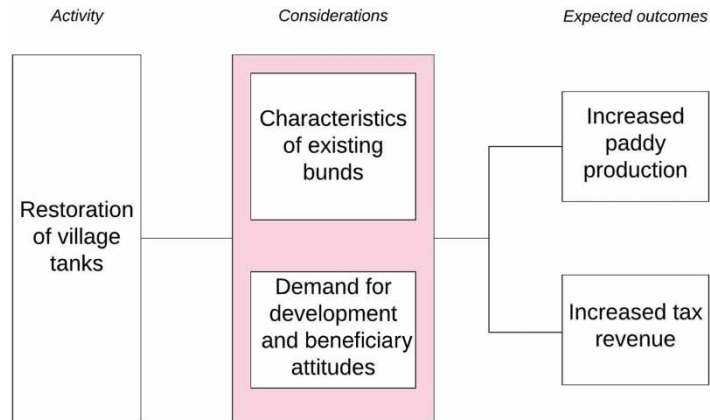 Activity
Considerations
Expected outcomes
Restoration
of village
tanks
Characteristics
of existing
bunds
Demand for
development
and beneficiary
attitudes
Increased
paddy
production
Increased tax
revenue